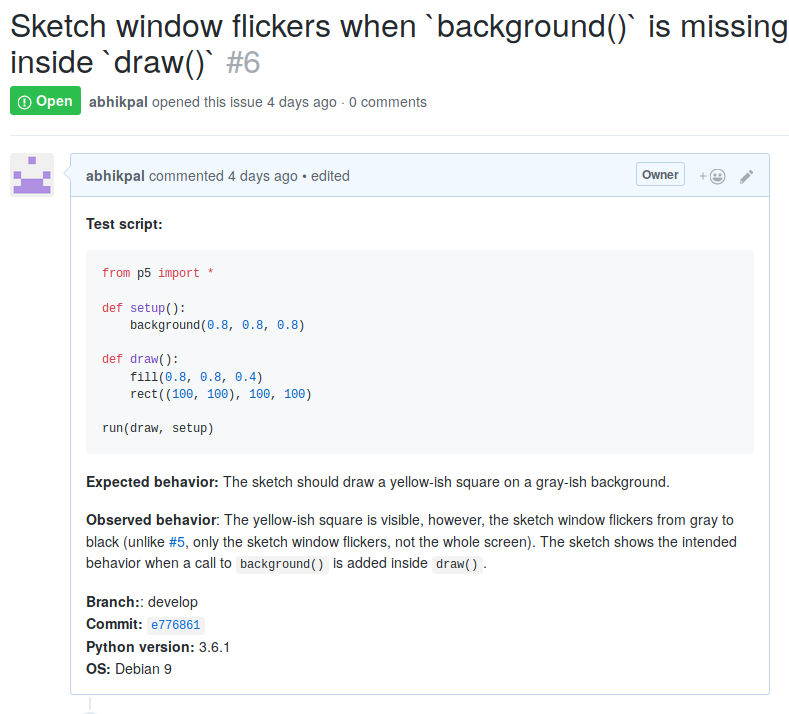 Sketch window flickers when `background()` is missing
inside `draw()` #6
Open abhikpal opened this issue 4 days ago · 0 comments
abhikpal commented 4 days ago • edited Owner +
Test script:
from p5 import *
def setup():
    background(0.8, 0.8, 0.8)
def draw():
    fill(0.8, 0.8, 0.4)
    rect((100, 100), 100, 100)
run(draw, setup)
Expected behavior: The sketch should draw a yellow-ish square on a gray-ish background.
Observed behavior: The yellow-ish square is visible, however, the sketch window flickers from gray to
black (unlike #5, only the sketch window flickers, not the whole screen). The sketch shows the intended
behavior when a call to background() is added inside draw().
Branch:: develop
Commit: e776861
Python version: 3.6.1
OS: Debian 9